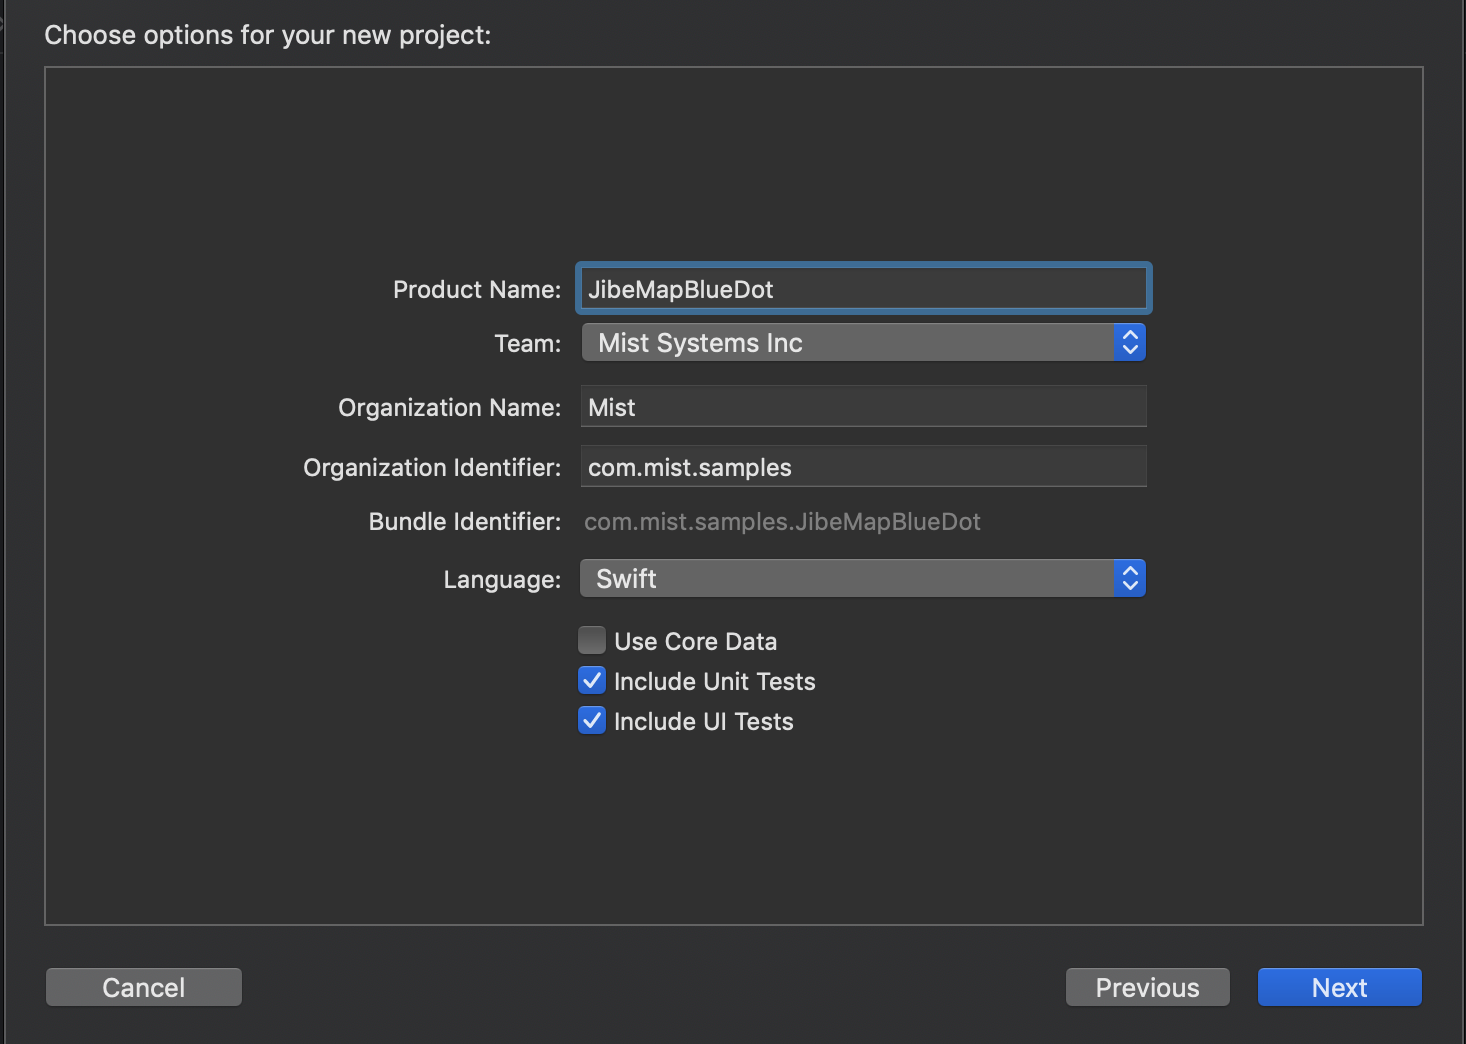 Choose options for your new project:
Product Name: JibeMapBlueDot
Team: Mist Systems Inc
Organization Name: Mist
Organization Identifier: com.mist.samples
Bundle Identifier: com.mist.samples.JibeMapBlueDot
Language: Swift
Use Core Data
Include Unit Tests
Include UI Tests
Cancel Previous Next